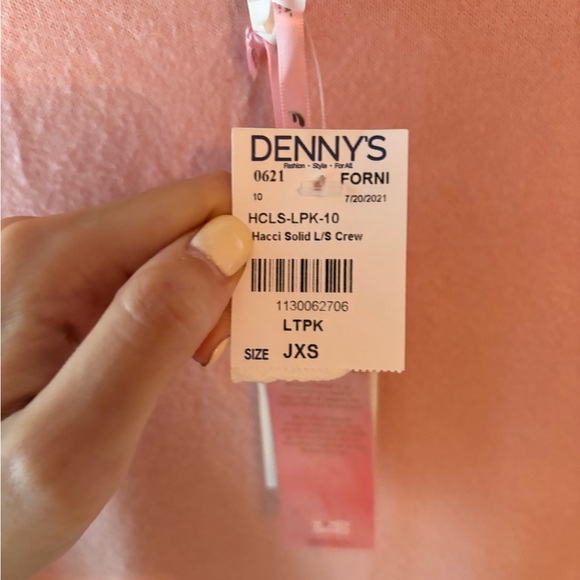 DENNY'S
Fashion • Style • For All
0621 FORNI
10 7/20/2021
HCLS-LPK-10
Hacci Solid L/S Crew
1130062706
LTPK
SIZE JXS